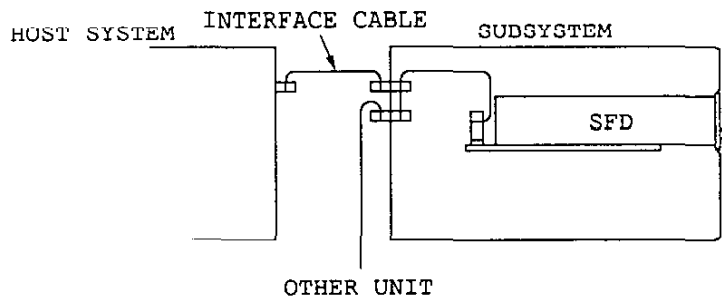 INTERFACE CABLE
HOST SYSTEM
SUDSYSTEM
SFD
OTHER UNIT